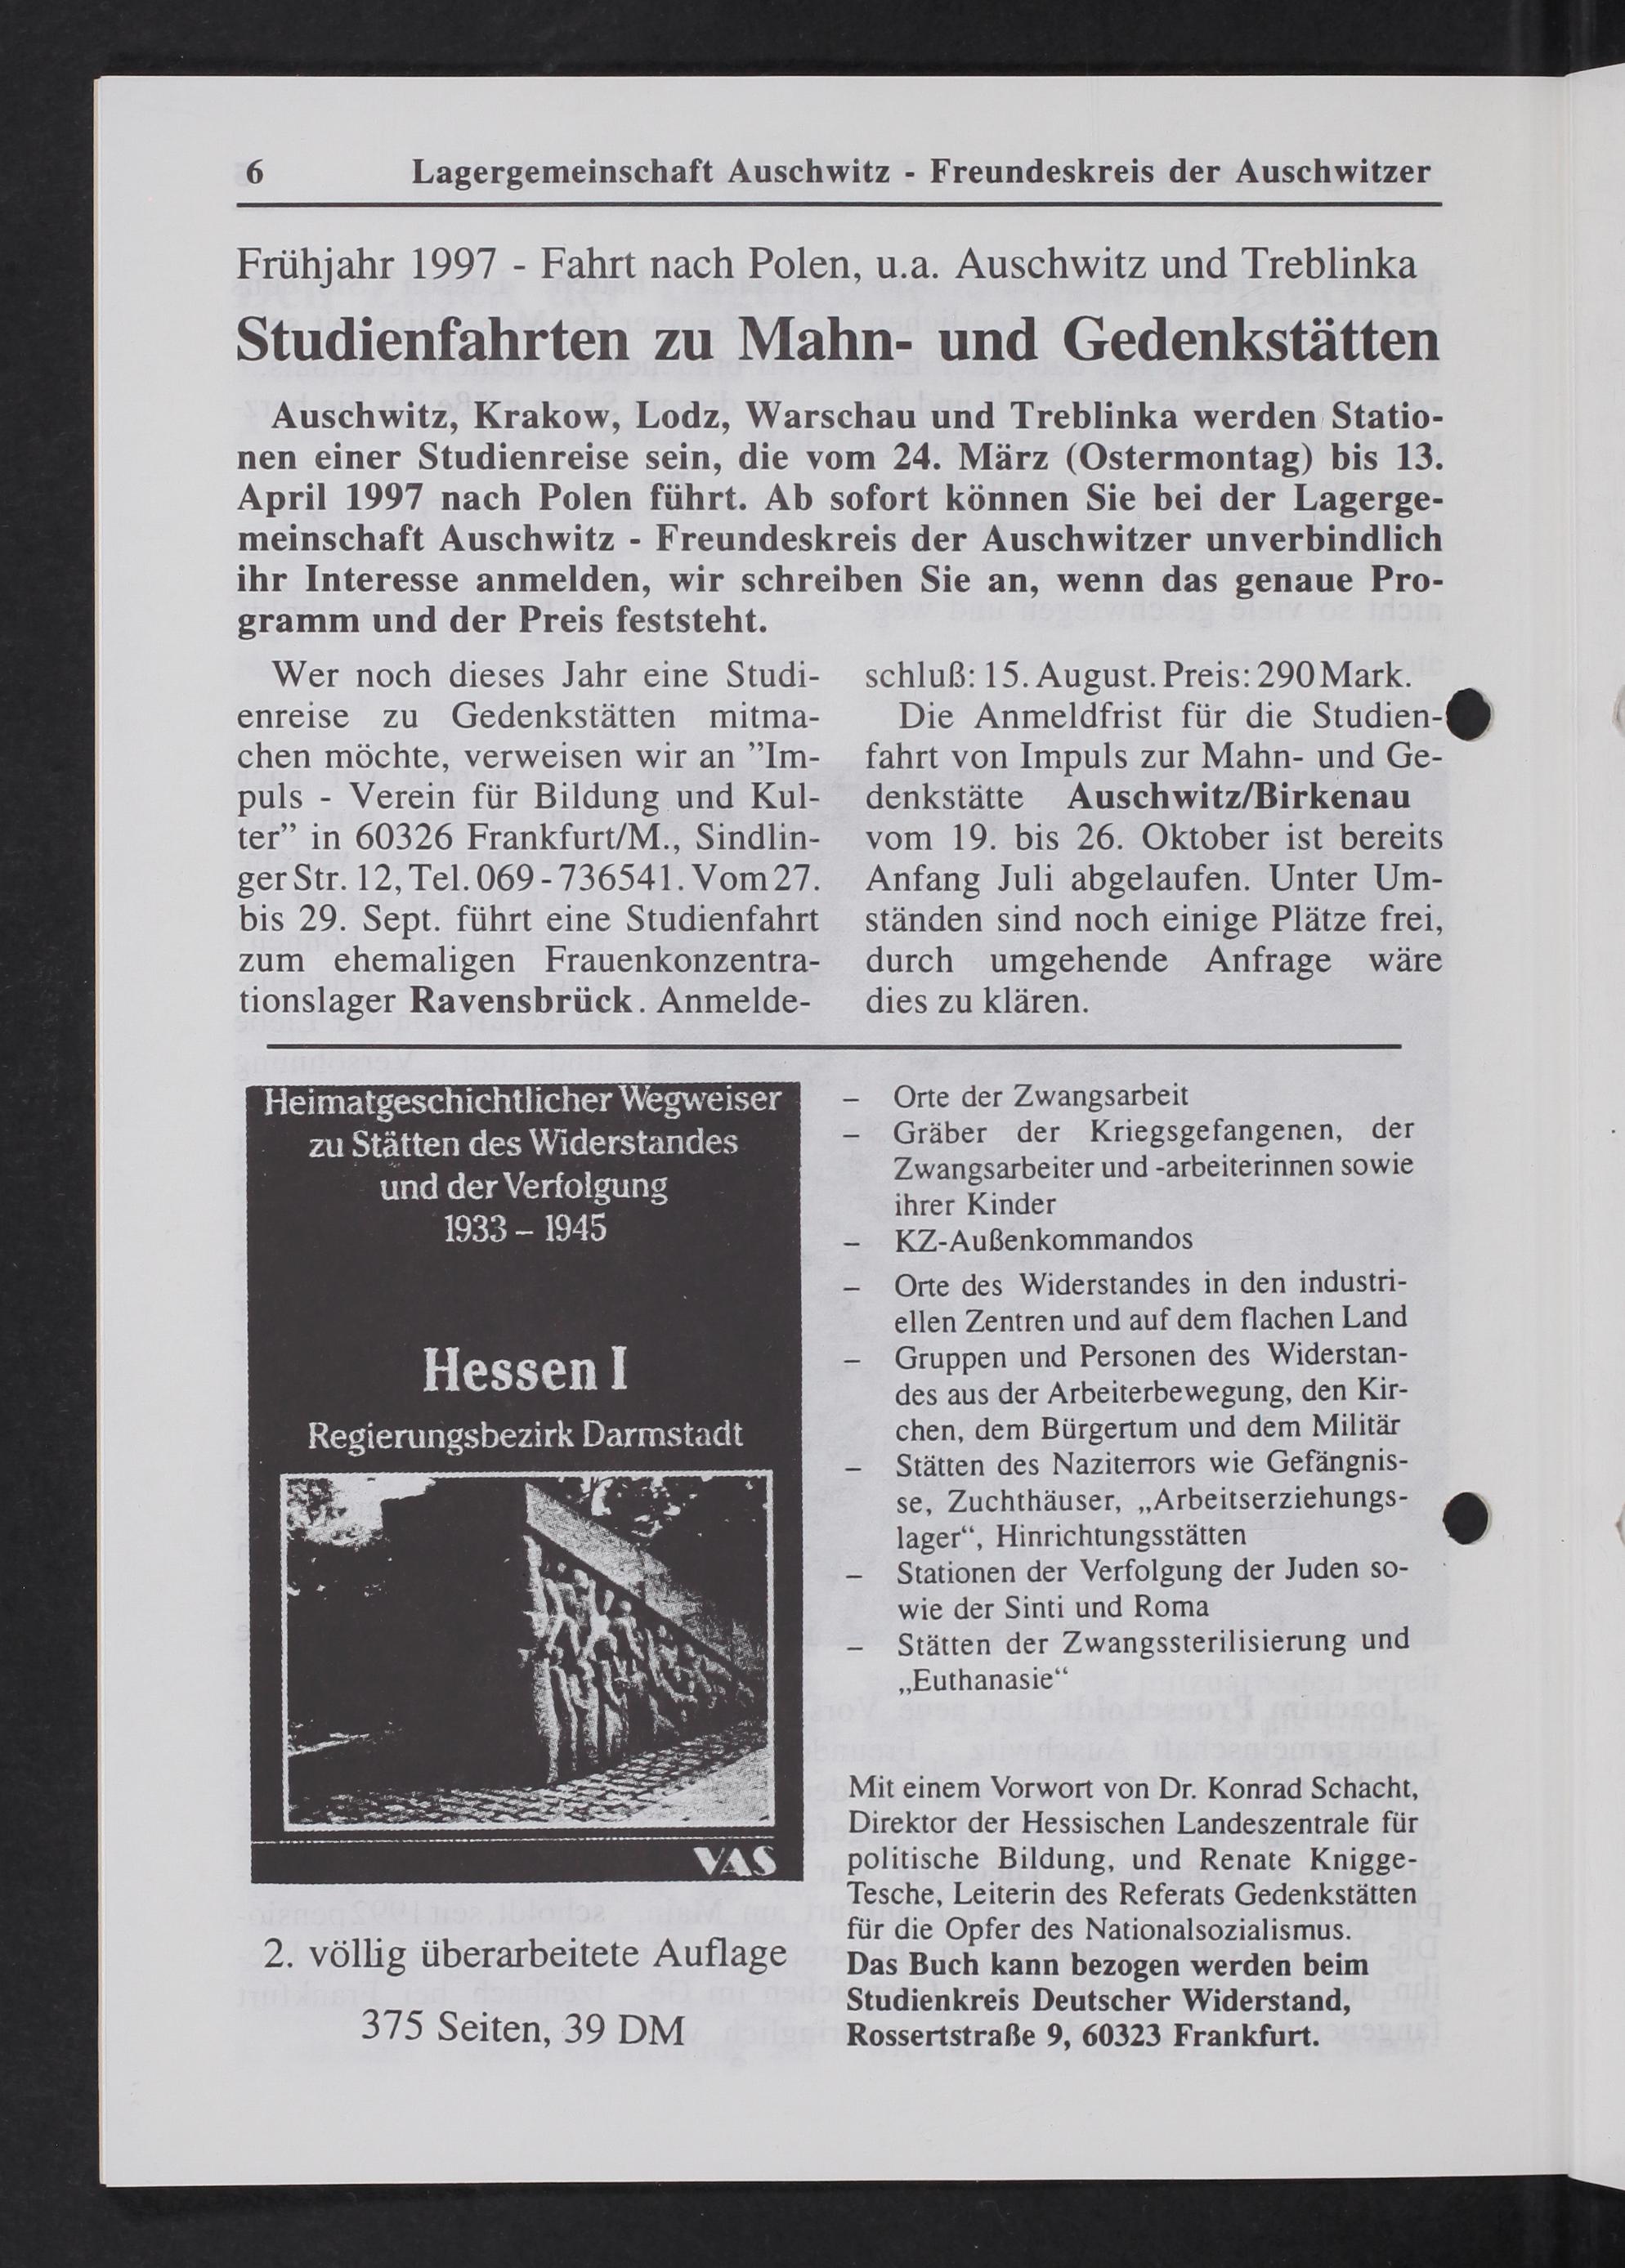 6 Lagergemeinschaft Auschwitz - Freundeskreis der Auschwitzer
Frühjahr 1997 - Fahrt nach Polen, u.a. Auschwitz und Treblinka
Studienfahrten zu Mahn- und Gedenkstätten
Auschwitz, Krakow, Lodz, Warschau und Treblinka werden Statio-
nen einer Studienreise sein, die vom 24. März (Ostermontag) bis 13.
April 1997 nach Polen führt. Ab sofort können Sie bei der Lagerge-
meinschaft Auschwitz - Freundeskreis der Auschwitzer unverbindlich
ihr Interesse anmelden, wir schreiben Sie an, wenn das genaue Pro-
gramm und der Preis feststeht.
Wer noch dieses Jahr eine Studi-
enreise zu Gedenkstätten mitma-
chen möchte, verweisen wir an ”Im-
puls - Verein für Bildung und Kul-
ter” in 60326 Frankfurt/M., Sindlin-
ger Str. 12, Tel. 069 - 736541. Vom 27.
bis 29. Sept. führt eine Studienfahrt
zum ehemaligen Frauenkonzentra-
tionslager Ravensbrück. Anmelde-
schluß: 15. August. Preis: 290 Mark.
Die Anmeldfrist für die Studien-
fahrt von Impuls zur Mahn- und Ge-
denkstätte Auschwitz/Birkenau
vom 19. bis 26. Oktober ist bereits
Anfang Juli abgelaufen. Unter Um-
ständen sind noch einige Plätze frei,
durch umgehende Anfrage wäre
dies zu klären.
Heimatgeschichtlicher Wegweiser
zu Stätten des Widerstandes
und der Verfolgung
1933 – 1945
Hessen I
Regierungsbezirk Darmstadt
VAS
2. völlig überarbeitete Auflage
375 Seiten, 39 DM
– Orte der Zwangsarbeit
– Gräber der Kriegsgefangenen, der
Zwangsarbeiter und -arbeiterinnen sowie
ihrer Kinder
– KZ-Außenkommandos
– Orte des Widerstandes in den industri-
ellen Zentren und auf dem flachen Land
– Gruppen und Personen des Widerstan-
des aus der Arbeiterbewegung, den Kir-
chen, dem Bürgertum und dem Militär
– Stätten des Naziterrors wie Gefängnis-
se, Zuchthäuser, „Arbeitserziehungs-
lager“, Hinrichtungsstätten
– Stationen der Verfolgung der Juden so-
wie der Sinti und Roma
– Stätten der Zwangssterilisierung und
„Euthanasie“
Mit einem Vorwort von Dr. Konrad Schacht,
Direktor der Hessischen Landeszentrale für
politische Bildung, und Renate Knigge-
Tesche, Leiterin des Referats Gedenkstätten
für die Opfer des Nationalsozialismus.
Das Buch kann bezogen werden beim
Studienkreis Deutscher Widerstand,
Rossertstraße 9, 60323 Frankfurt.